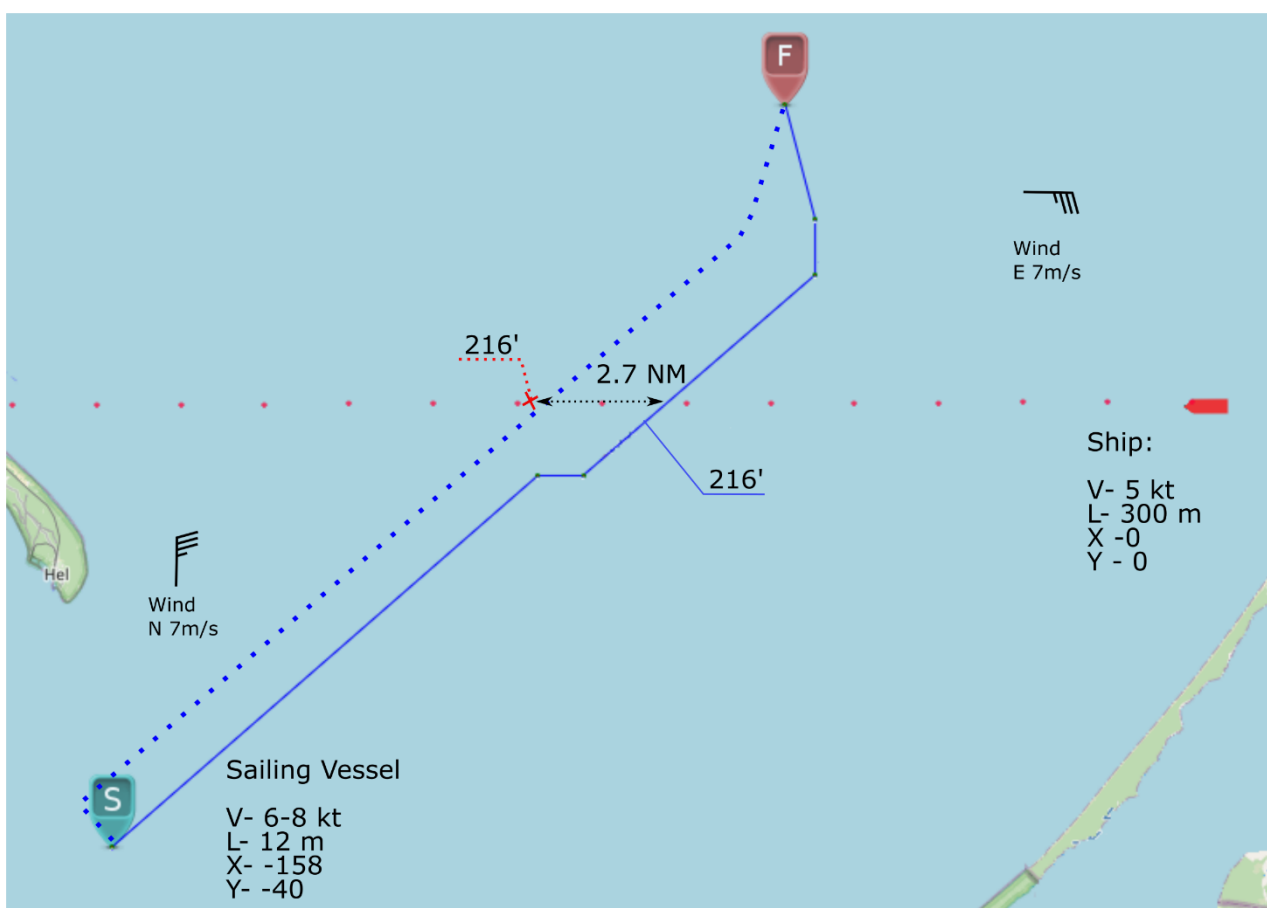 F
Wind
E 7m/s
216'
2.7 NM
Ship:
V- 5 kt
L- 300 m
X -0
Y - 0
216'
Hel
Wind
N 7m/s
S
Sailing Vessel
V- 6-8 kt
L- 12 m
X- -158
Y- -40